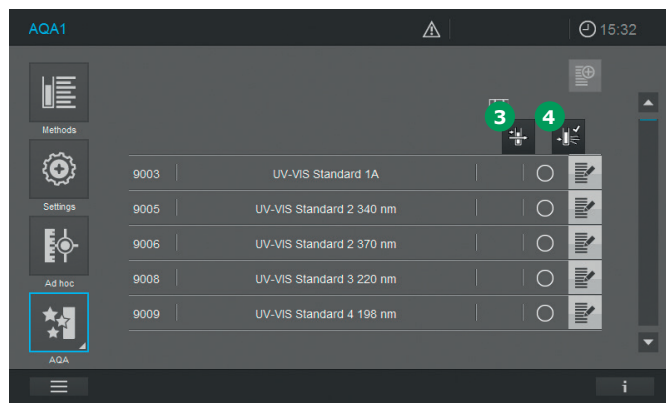 AQA1
15:32
3
4
Methods
9003 UV-VIS Standard 1A
Settings
9005 UV-VIS Standard 2 340 nm
9006 UV-VIS Standard 2 370 nm
Ad hoc
9008 UV-VIS Standard 3 220 nm
9009 UV-VIS Standard 4 198 nm
AQA
i